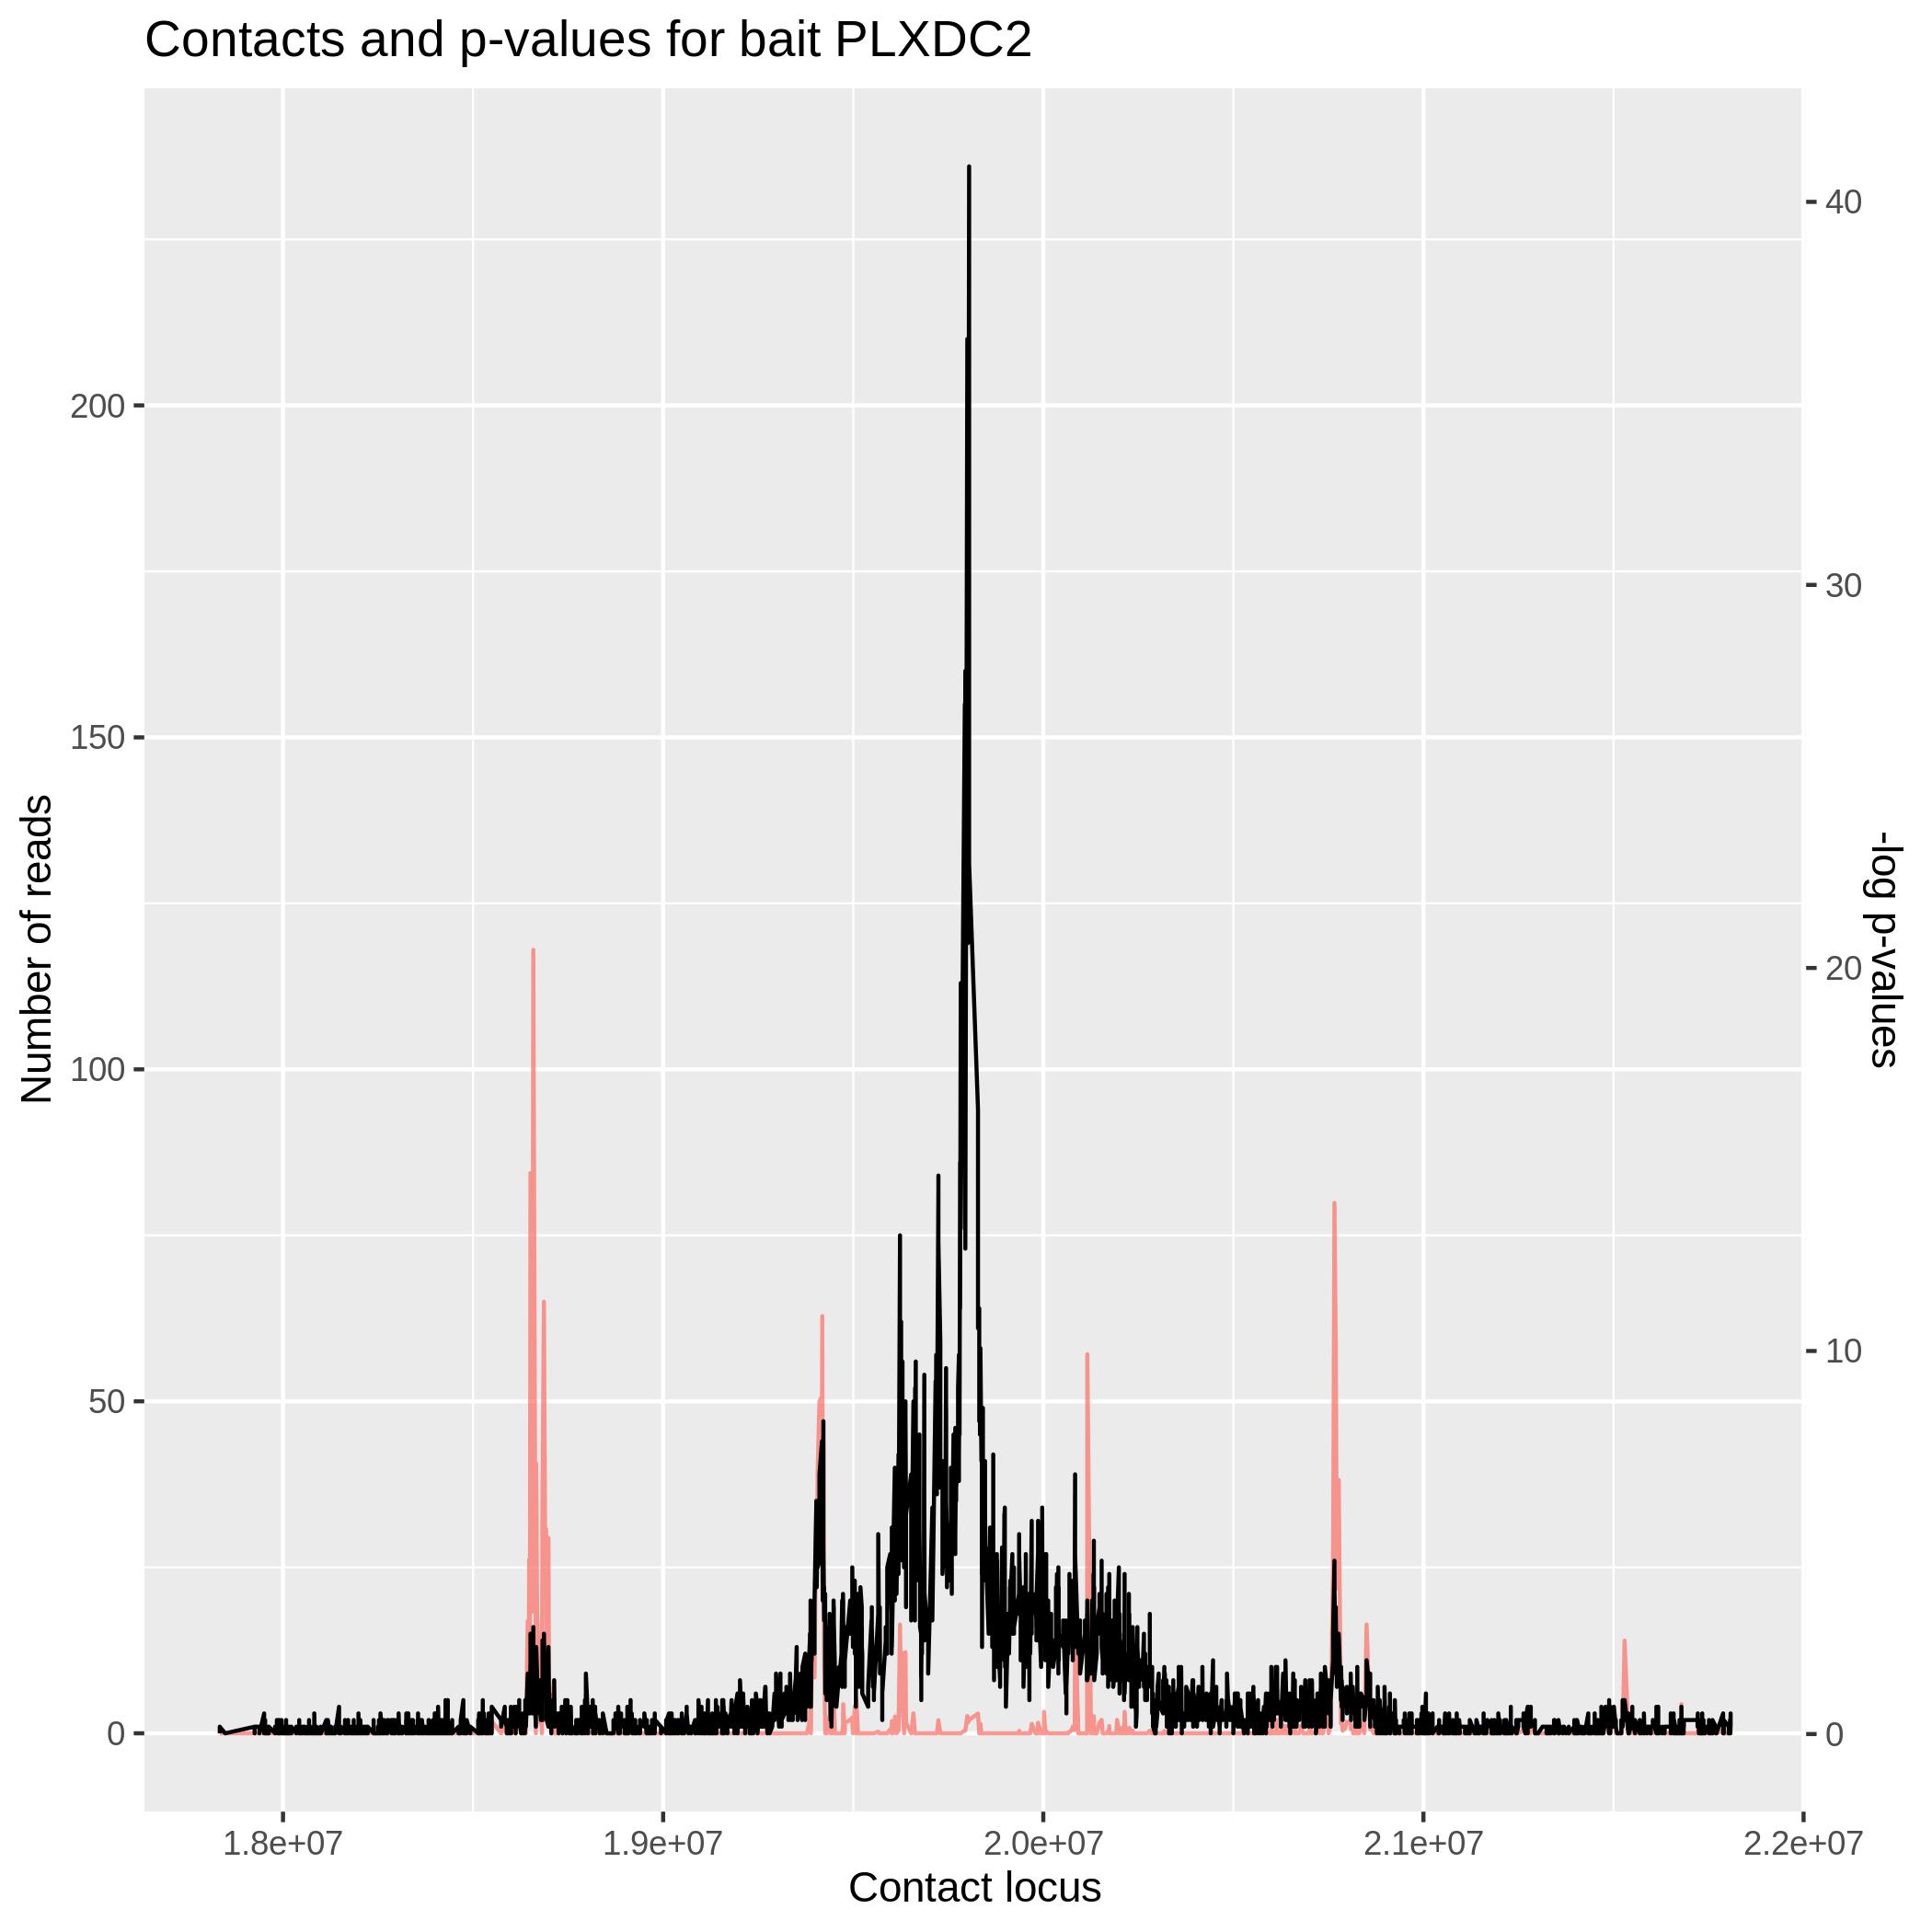 Contacts and p-values for bait PLXDC2
Number of reads
200
150
100
50
0
40
30
20
10
0
-log p-values
1.8e+07
1.9e+07
2.0e+07
2.1e+07
2.2e+07
Contact locus